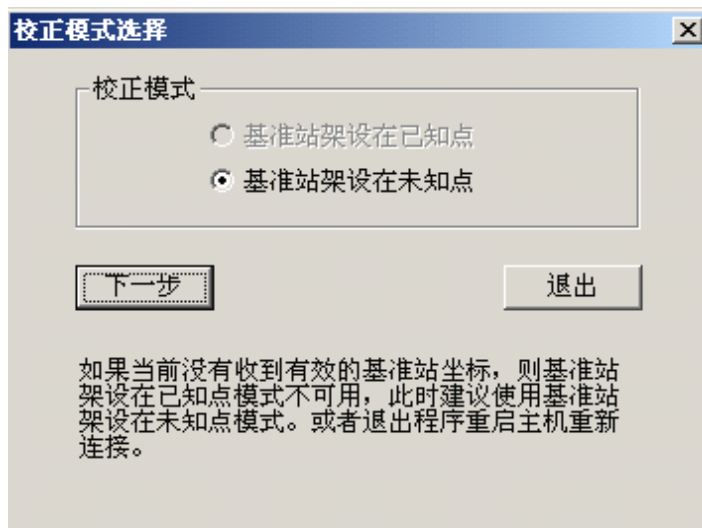 校正模式选择
校正模式
基准站架设在已知点
基准站架设在未知点
下一步
退出
如果当前没有收到有效的基准站坐标，则基准站
架设在已知点模式不可用，此时建议使用基准站
架设在未知点模式。或者退出程序重启主机重新
连接。